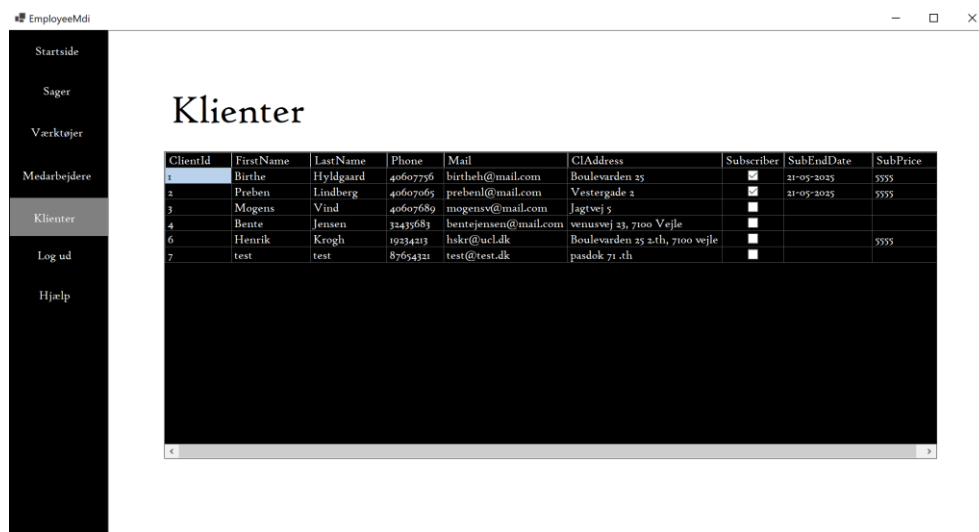 EmployeeMdi
Startside
Sager
Værktøjer
Medarbejdere
Klienter
Log ud
Hjælp
Klienter
ClientId FirstName LastName Phone Mail ClAddress Subscriber SubEndDate SubPrice
1 Birthe Hyldgaard 40607756 birtheh@mail.com Boulevarden 25 21-05-2025 5555
2 Preben Lindberg 40607065 prebenl@mail.com Vestergade 2 21-05-2025 5555
3 Mogens Vind 40607689 mogensv@mail.com Jagtvej 5
4 Bente Jensen 32435683 bentejensen@mail.com venusvej 23, 7100 Vejle
6 Henrik Krogh 19234213 hskr@ucl.dk Boulevarden 25 2.th, 7100 vejle 5555
7 test test 87654321 test@test.dk pasdok 71 .th